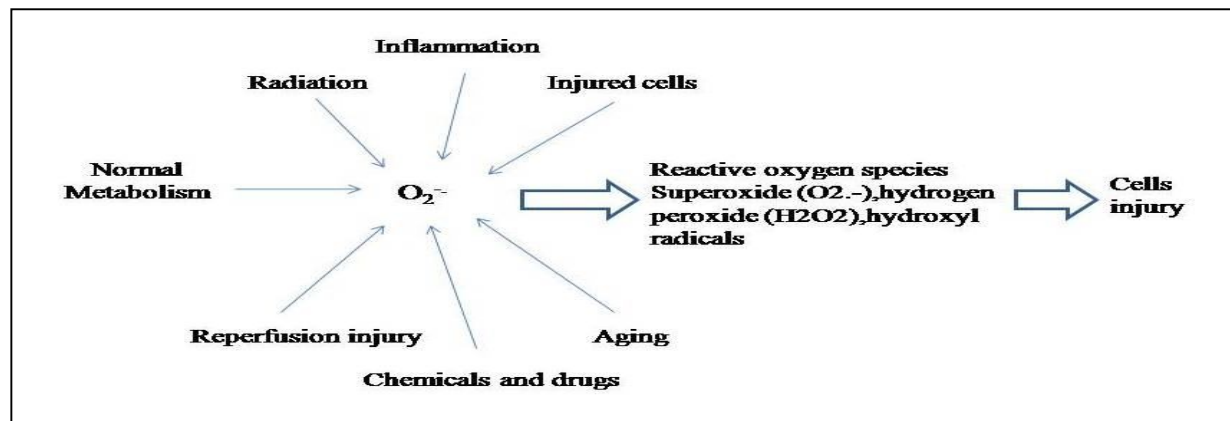 Inflammation
Radiation
Injured cells
Normal
Metabolism
O₂⁻·
Reactive oxygen species
Superoxide (O2.-),hydrogen
peroxide (H2O2),hydroxyl
radicals
Cells
injury
Reperfusion injury
Aging
Chemicals and drugs